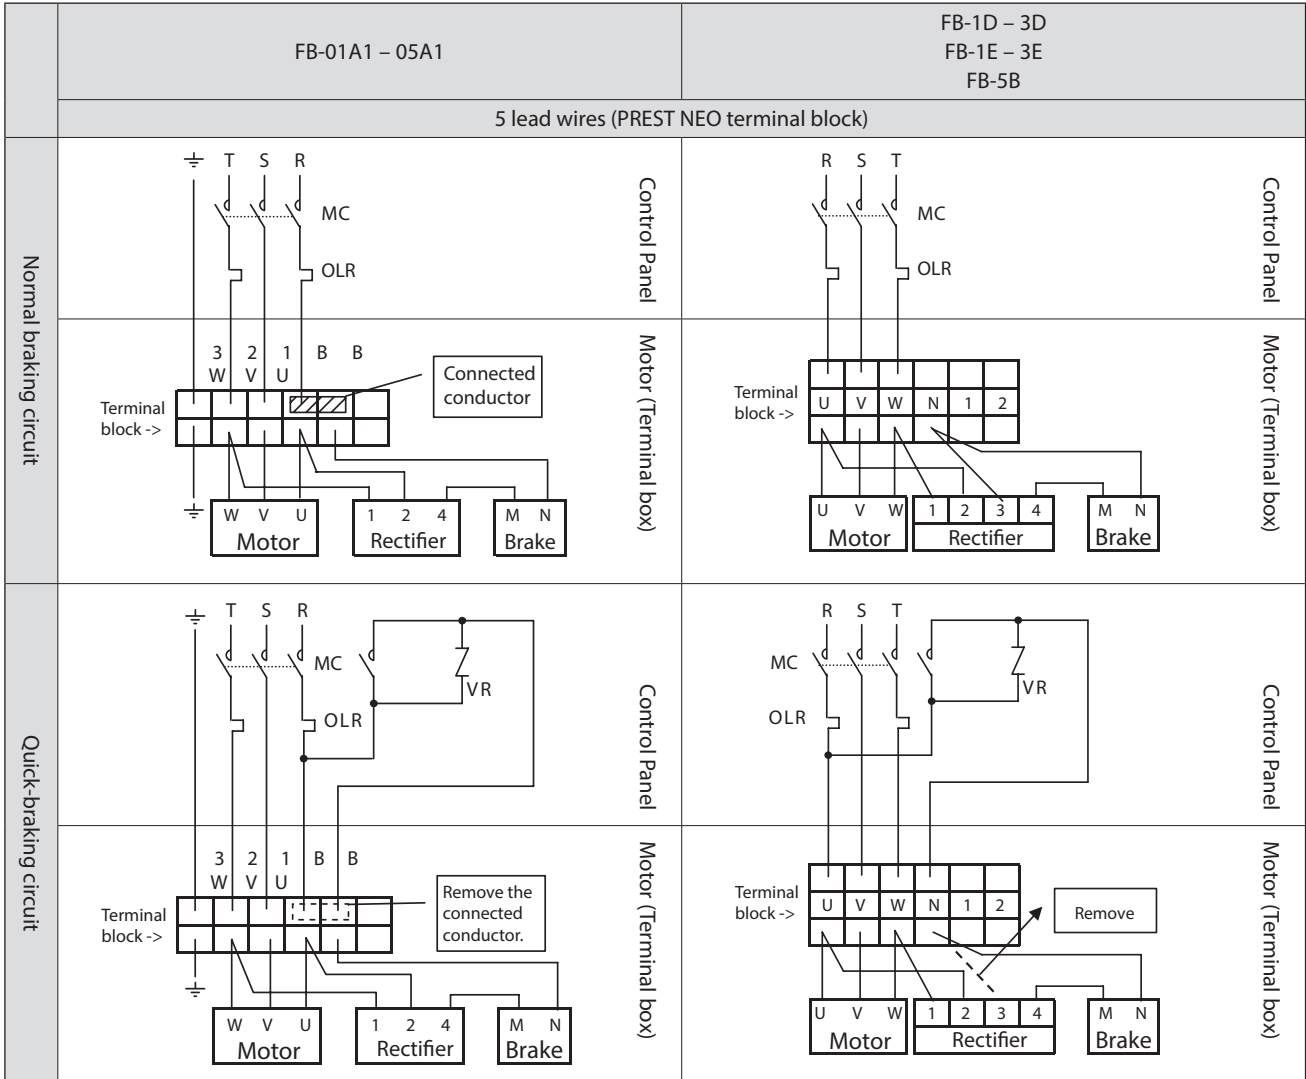 FB-01A1 – 05A1
FB-1D – 3D
FB-1E – 3E
FB-5B
5 lead wires (PREST NEO terminal block)
Normal braking circuit
T S R
MC
OLR
Control Panel
3 2 1 B B
W V U
Connected
conductor
Terminal
block ->
W V U
Motor
1 2 4
Rectifier
M N
Brake
Motor (Terminal box)
R S T
MC
OLR
Control Panel
Terminal
block ->
U V W N 1 2
U V W
Motor
1 2 3 4
Rectifier
M N
Brake
Motor (Terminal box)
Quick-braking circuit
T S R
MC
VR
OLR
Control Panel
3 2 1 B B
W V U
Remove the
connected
conductor.
Terminal
block ->
W V U
Motor
1 2 4
Rectifier
M N
Brake
Motor (Terminal box)
R S T
MC
VR
OLR
Control Panel
Terminal
block ->
U V W N 1 2
Remove
U V W
Motor
1 2 3 4
Rectifier
M N
Brake
Motor (Terminal box)